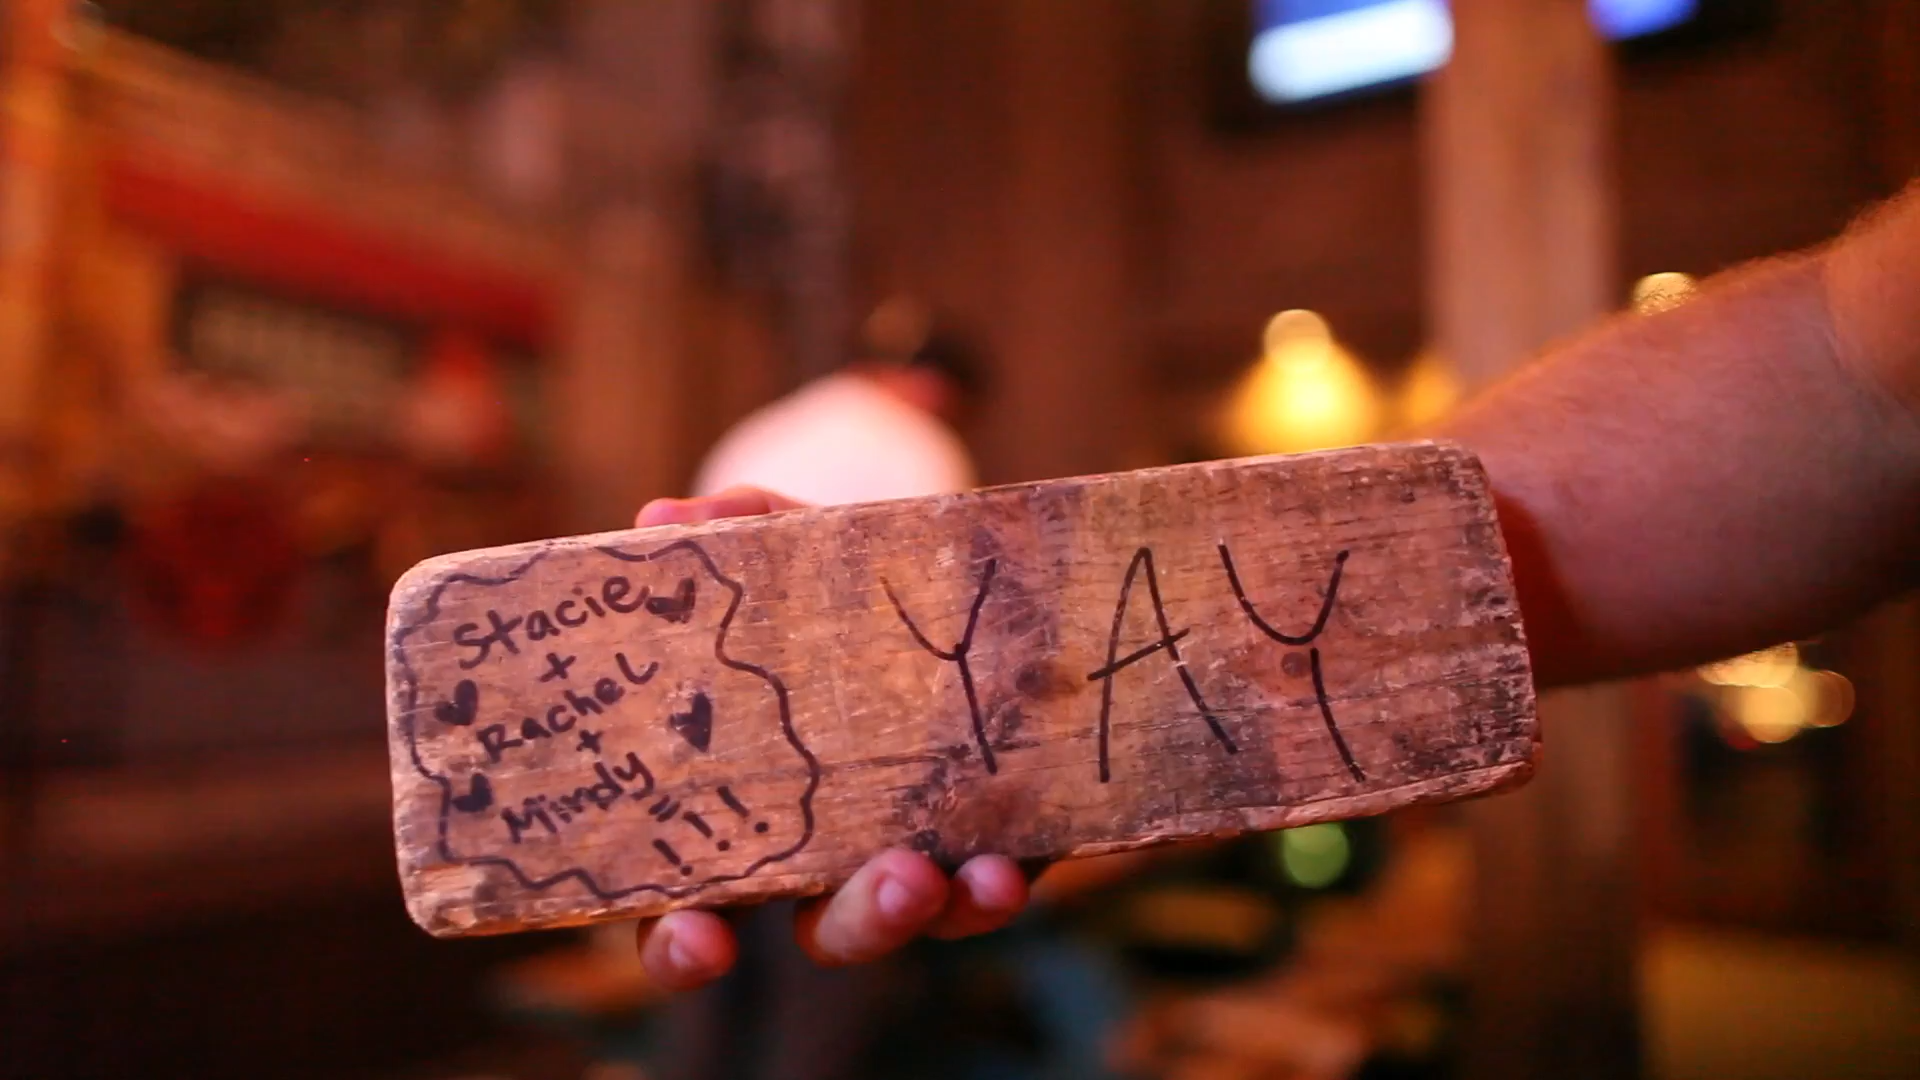 Stacie
+
Rachel
+
Mindy
= !!!
YAY